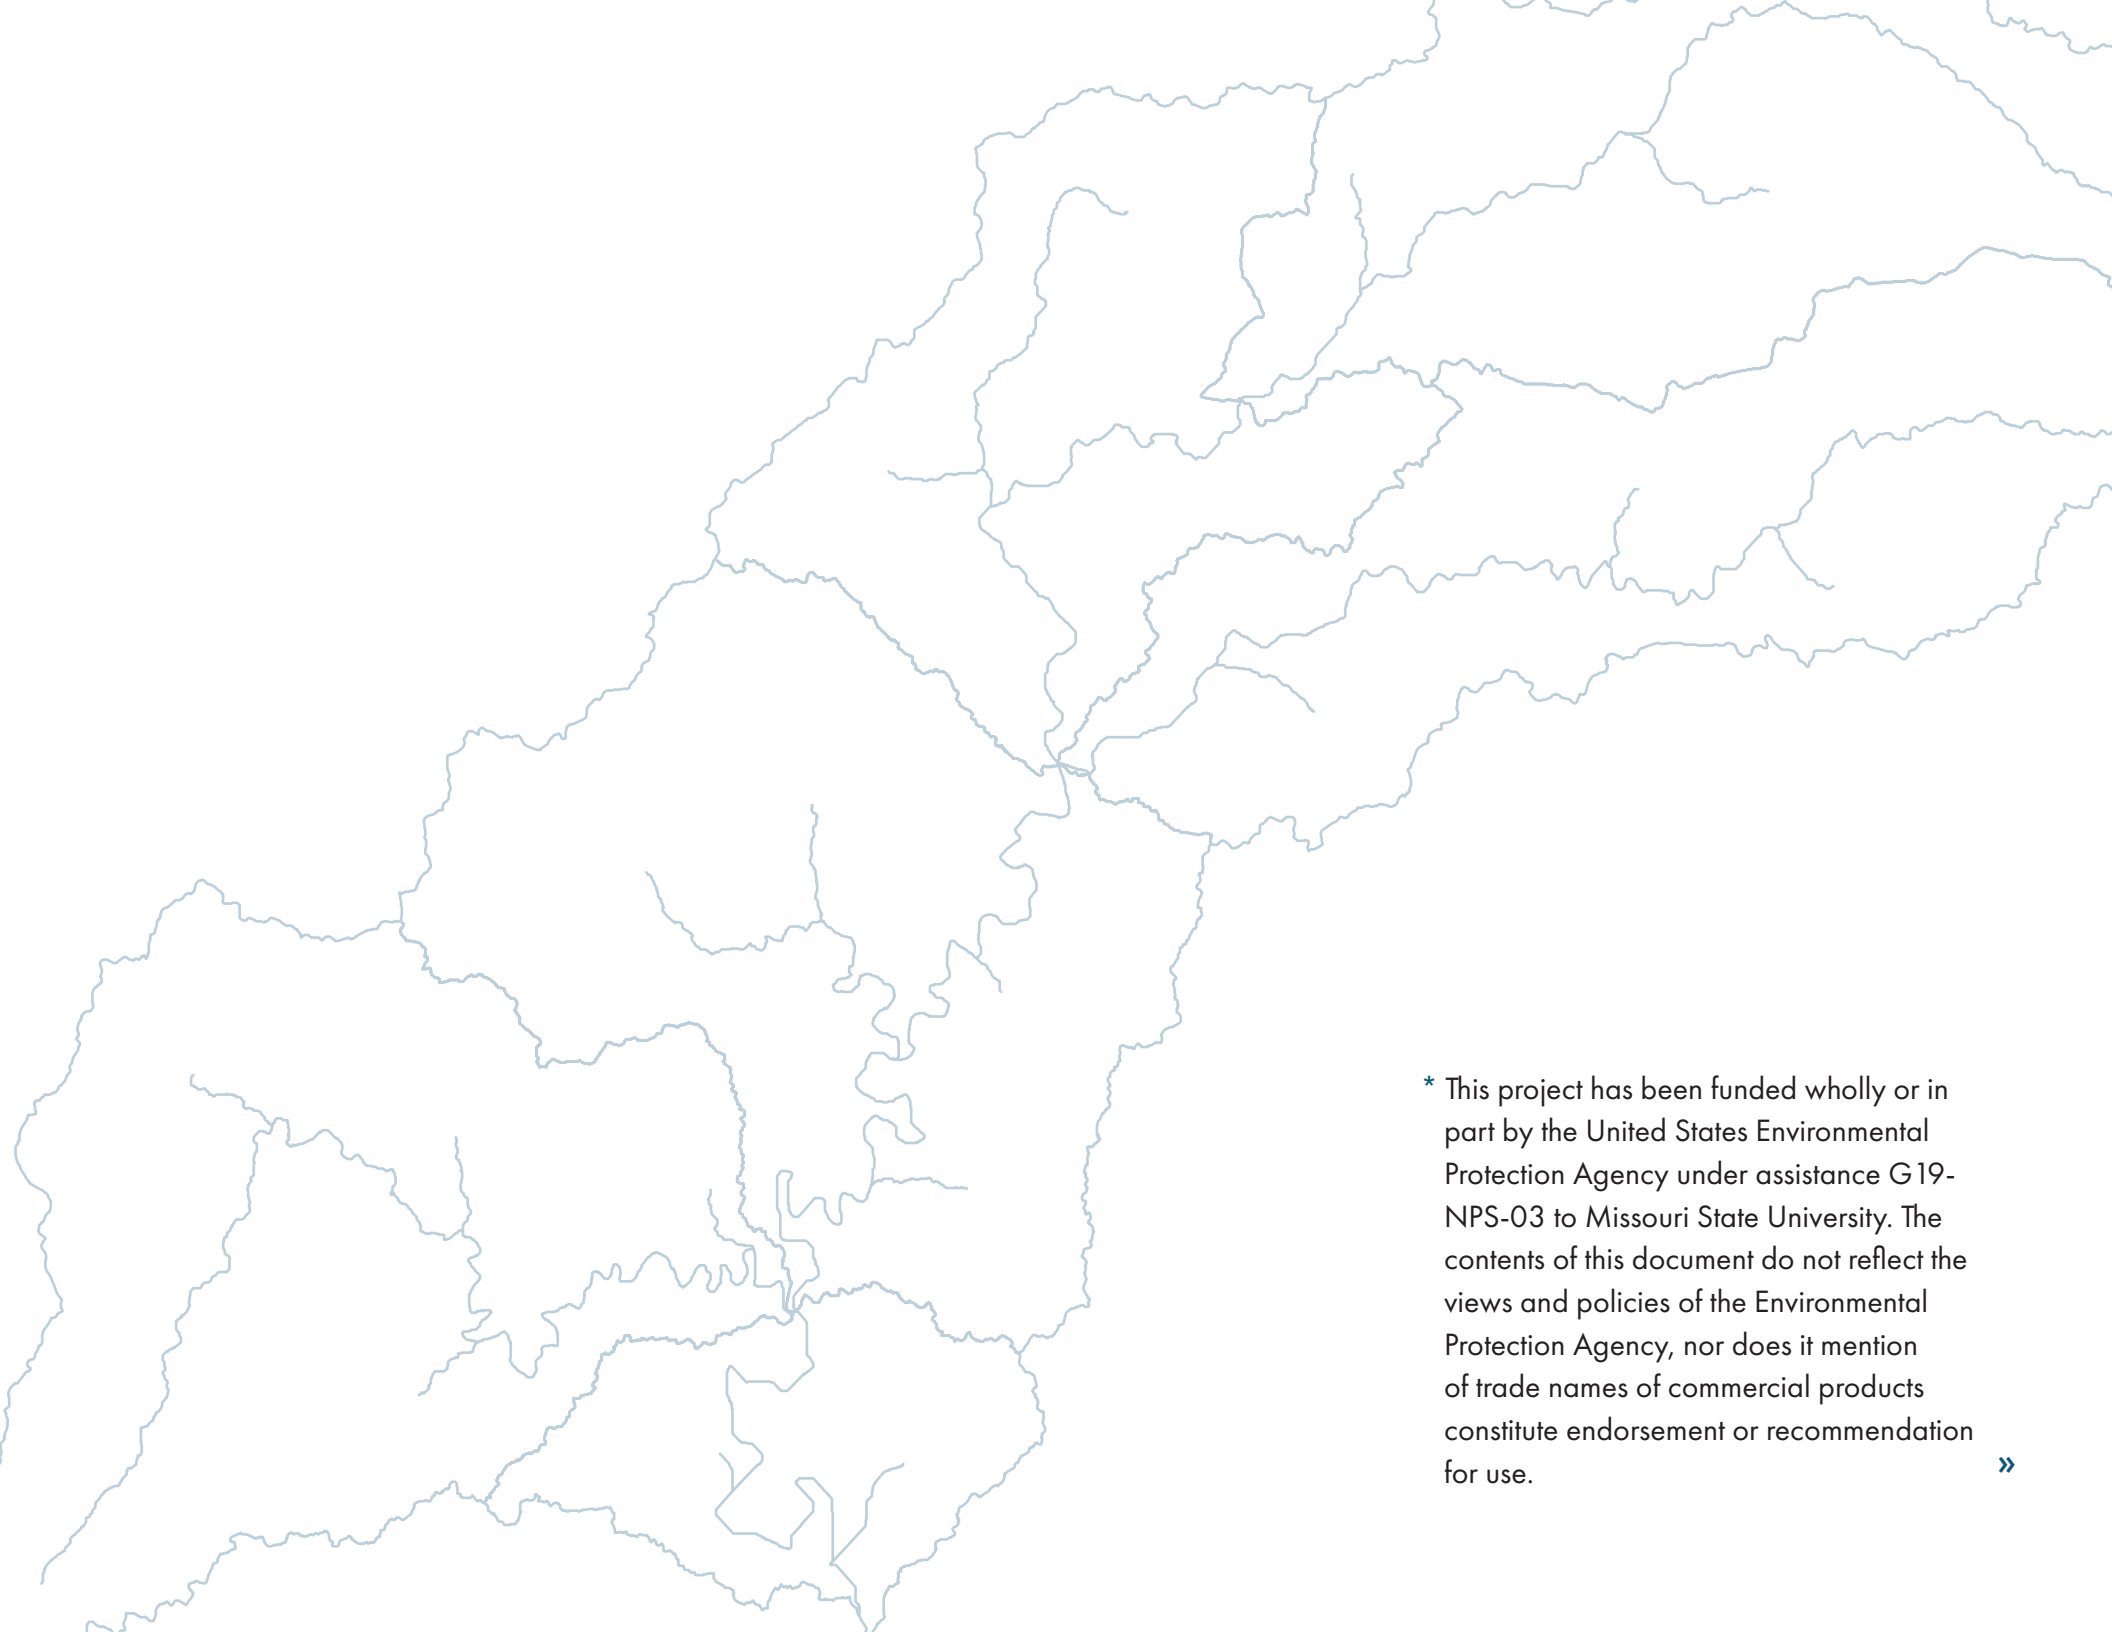 * This project has been funded wholly or in
part by the United States Environmental
Protection Agency under assistance G19-
NPS-03 to Missouri State University. The
contents of this document do not reflect the
views and policies of the Environmental
Protection Agency, nor does it mention
of trade names of commercial products
constitute endorsement or recommendation
for use. »